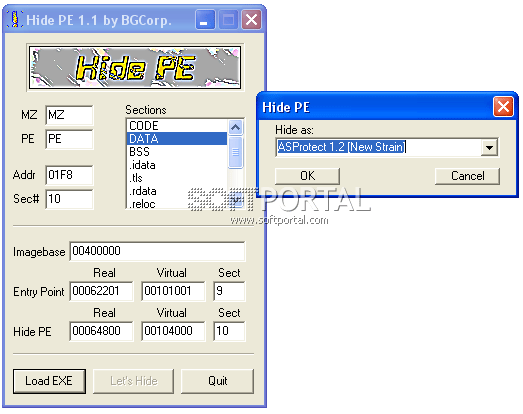 Hide PE 1.1 by BGCorp.
Hide PE
MZ MZ
PE PE
Addr 01F8
Sec# 10
Sections
CODE
DATA
BSS
.idata
.tls
.rdata
.reloc
Imagebase 00400000
Real Virtual Sect
Entry Point 00062201 00101001 9
Real Virtual Sect
Hide PE 00064800 00104000 10
Load EXE Let's Hide Quit
Hide PE
Hide as:
ASProtect 1.2 [New Strain]
OK Cancel
SOFTPORTAL
www.softportal.com